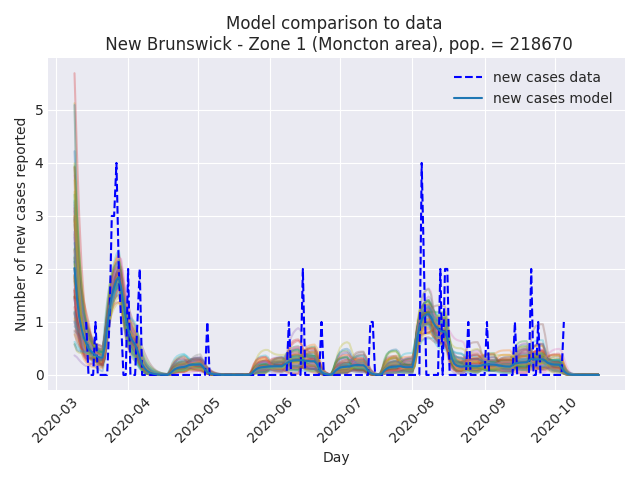 Model comparison to data
New Brunswick - Zone 1 (Moncton area), pop. = 218670
new cases data
new cases model
Number of new cases reported
5
4
3
2
1
0
2020-03
2020-04
2020-05
2020-06
2020-07
2020-08
2020-09
2020-10
Day